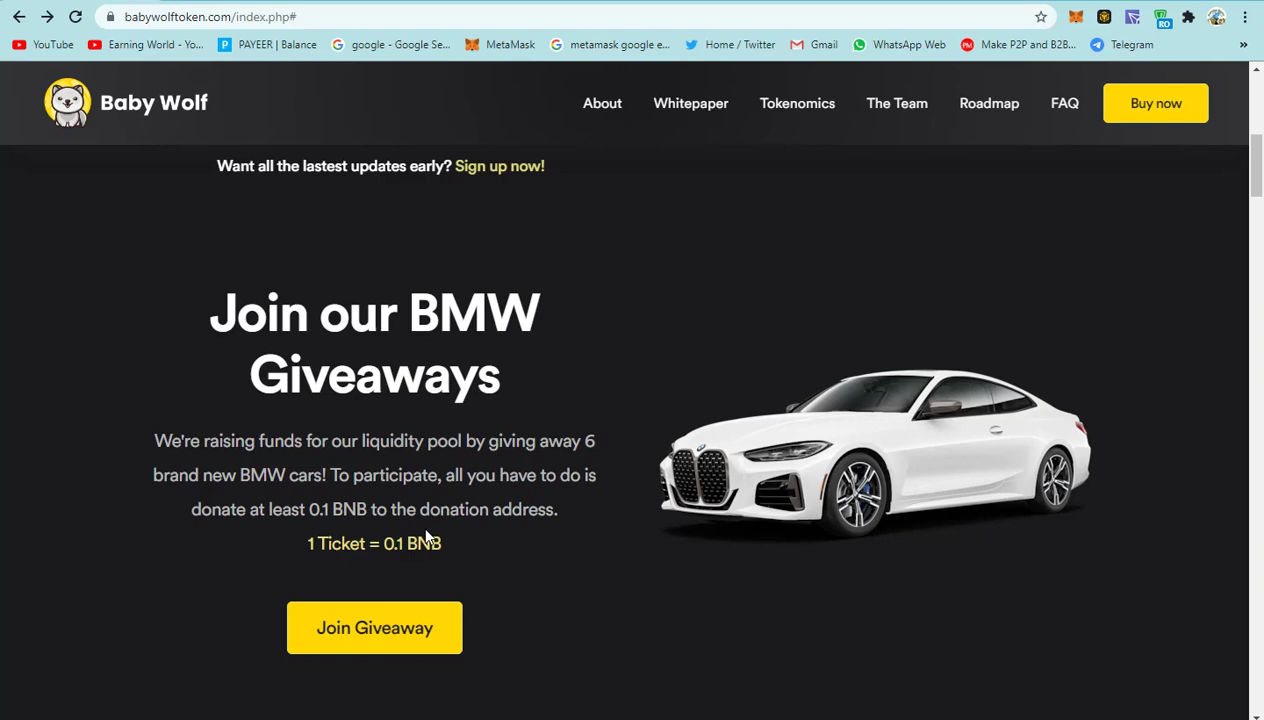 babywolftoken.com/index.php#
YouTube
Earning World - Yo...
PAYEER | Balance
google - Google Se...
MetaMask
metamask google e...
Home / Twitter
Gmail
WhatsApp Web
Make P2P and B2B...
Telegram
»
RO
Baby Wolf
About
Whitepaper
Tokenomics
The Team
Roadmap
FAQ
Buy now
Want all the lastest updates early? Sign up now!
Join our BMW
Giveaways
We're raising funds for our liquidity pool by giving away 6
brand new BMW cars! To participate, all you have to do is
donate at least 0.1 BNB to the donation address.
1 Ticket = 0.1 BNB
Join Giveaway